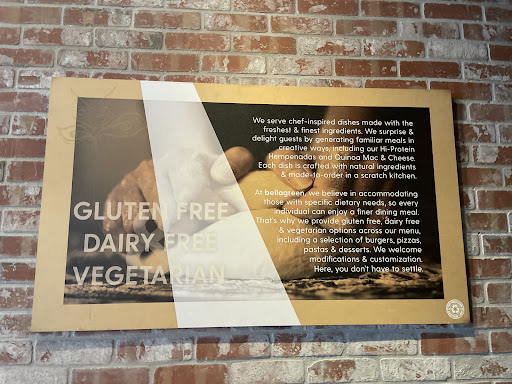 We serve chef-inspired dishes made with the
freshest & finest ingredients. We surprise &
delight guests by generating familiar meals in
creative ways, including our Hi-Protein
Hempenadas and Quinoa Mac & Cheese.
Each dish is crafted with natural ingredients
& made-to-order in a scratch kitchen.
At bellagreen, we believe in accommodating
those with specific dietary needs, so every
individual can enjoy a finer dining meal.
That's why we provide gluten free, dairy free
& vegetarian options across our menu,
including a selection of burgers, pizzas,
pastas & desserts. We welcome
modifications & customization.
Here, you don't have to settle.
GLUTEN FREE
DAIRY FREE
VEGETARIAN